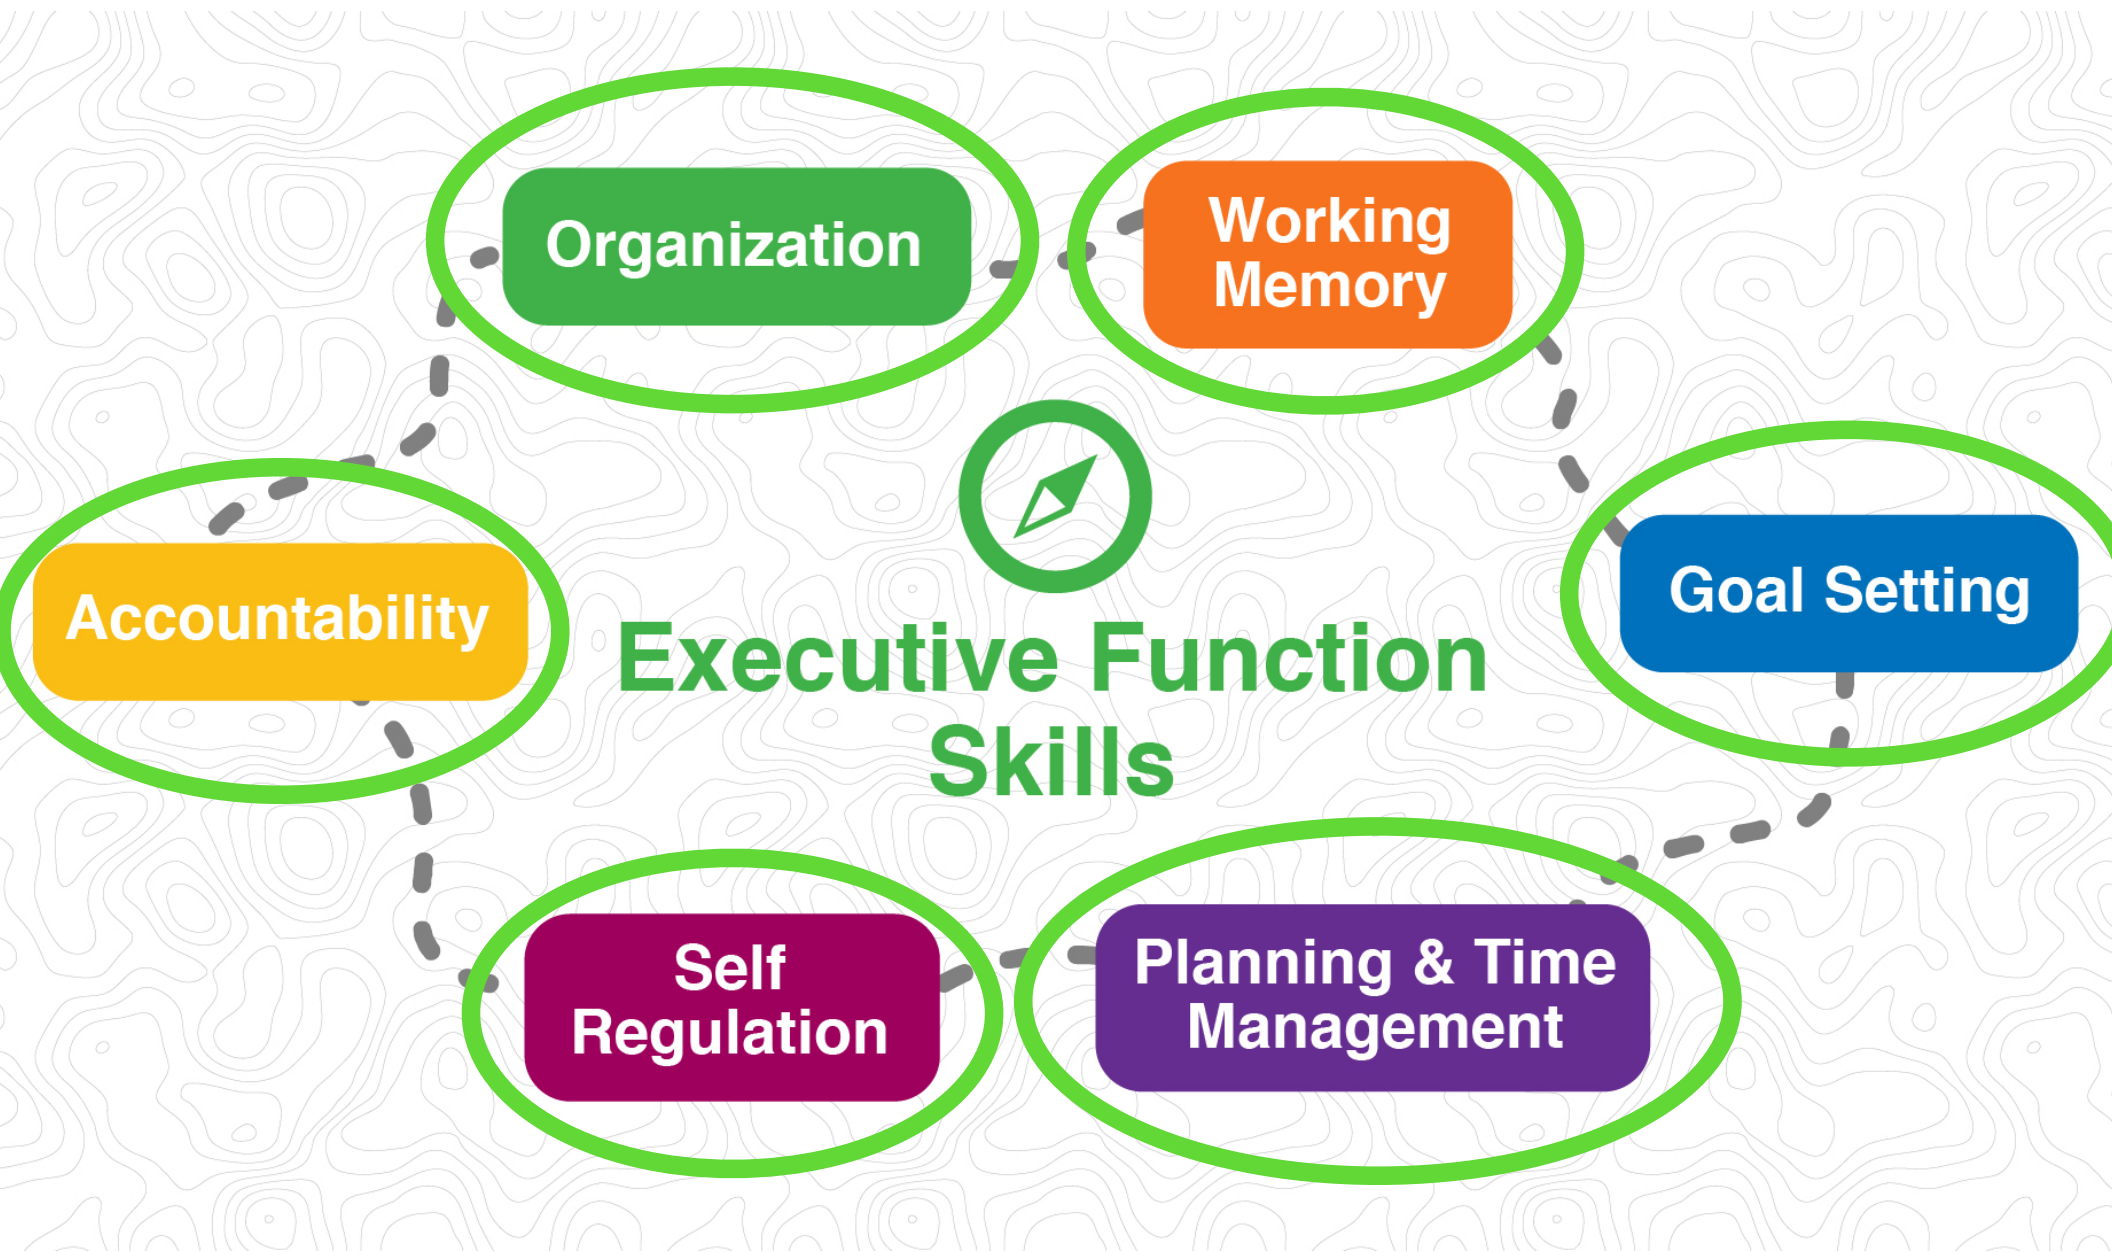 Organization
Working
Memory
Goal Setting
Accountability
Executive Function
Skills
Self
Regulation
Planning & Time
Management